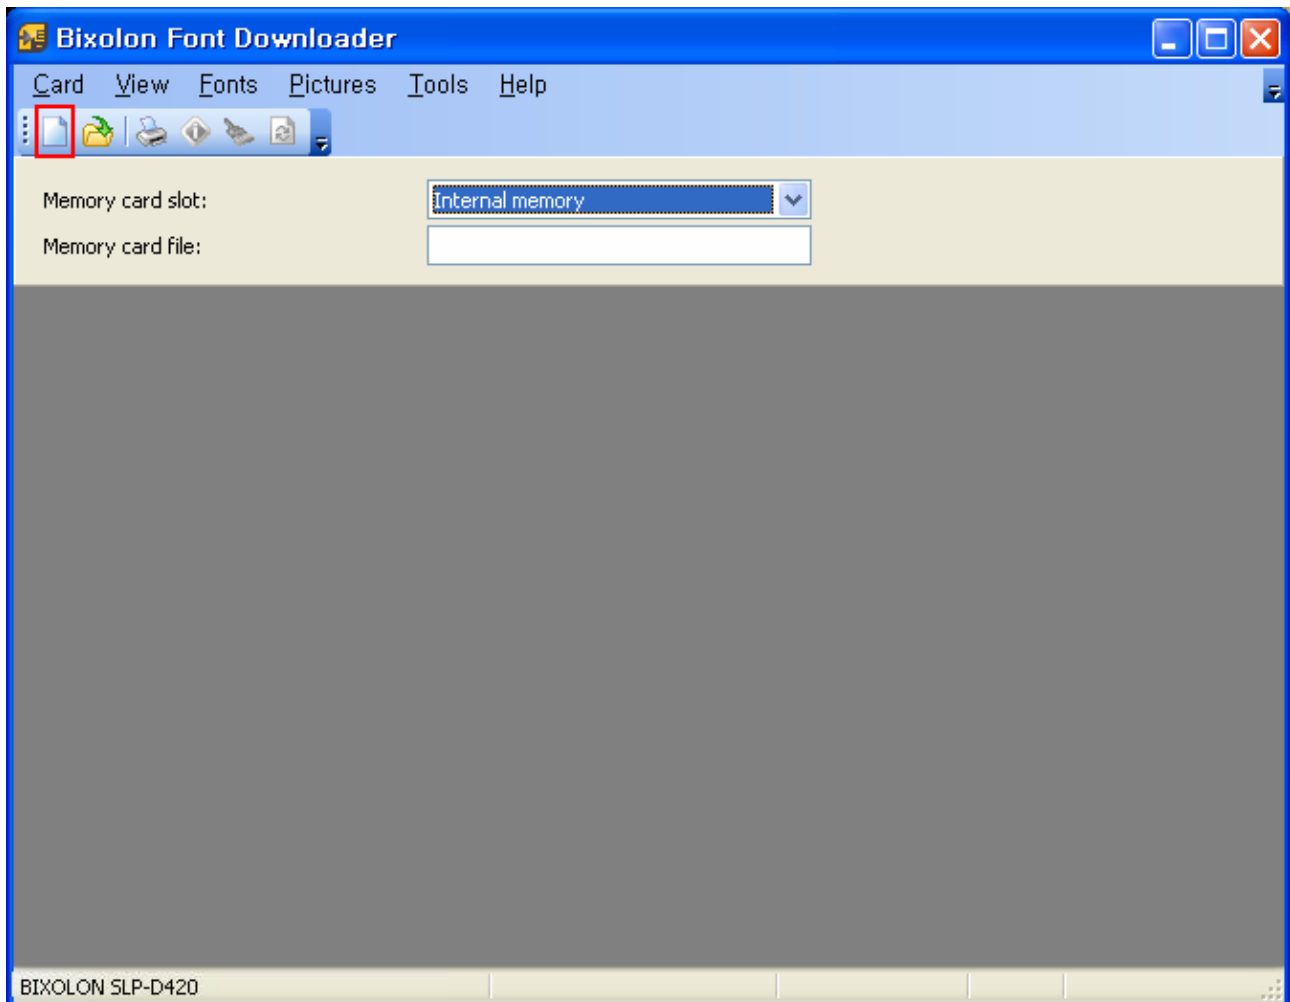 Bixolon Font Downloader
Card View Fonts Pictures Tools Help
Memory card slot: Internal memory
Memory card file:
BIXOLON SLP-D420